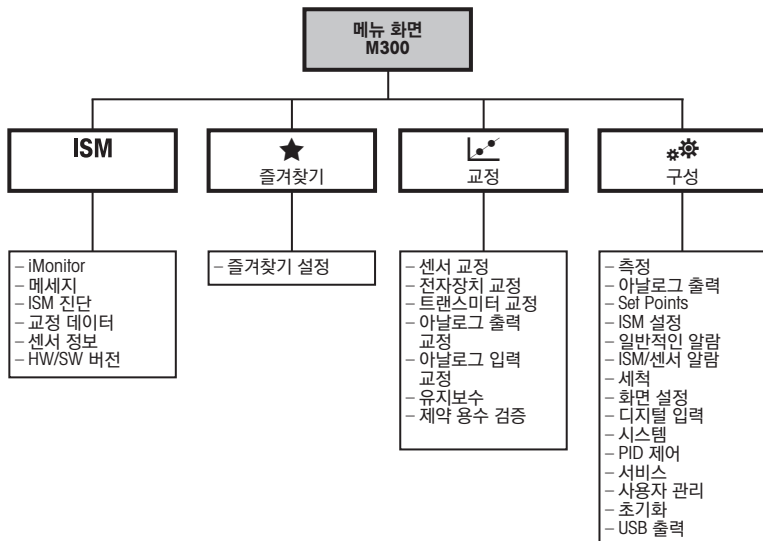 메뉴 화면
M300
ISM
즐겨찾기
교정
구성
– iMonitor
– 메세지
– ISM 진단
– 교정 데이터
– 센서 정보
– HW/SW 버전
– 즐겨찾기 설정
– 센서 교정
– 전자장치 교정
– 트랜스미터 교정
– 아날로그 출력
교정
– 아날로그 입력
교정
– 유지보수
– 제약 용수 검증
– 측정
– 아날로그 출력
– Set Points
– ISM 설정
– 일반적인 알람
– ISM/센서 알람
– 세척
– 화면 설정
– 디지털 입력
– 시스템
– PID 제어
– 서비스
– 사용자 관리
– 초기화
– USB 출력